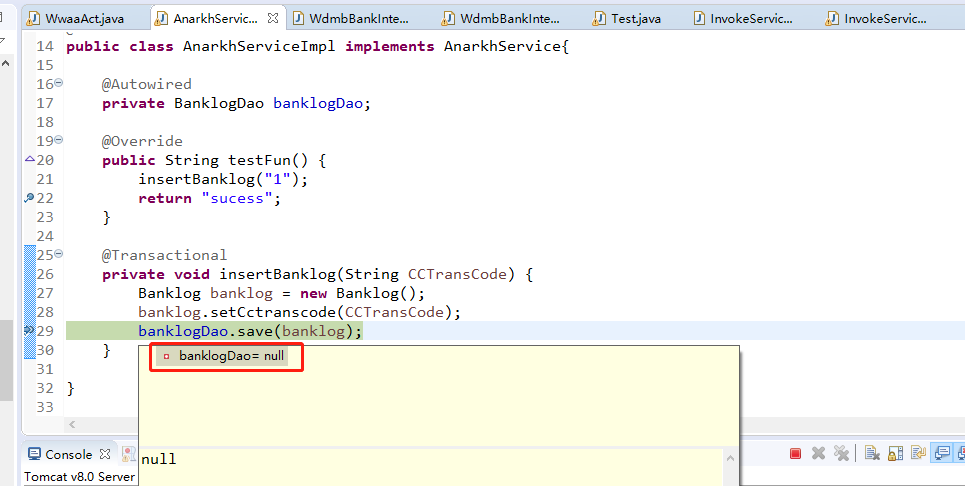 WwaaAct.java AnarkhServic... WdmbBankInte... WdmbBankInte... Test.java InvokeServic... InvokeServic...
14 public class AnarkhServiceImpl implements AnarkhService{
15
16 @Autowired
17 private BanklogDao banklogDao;
18
19 @Override
20 public String testFun() {
21 insertBanklog("1");
22 return "sucess";
23 }
24
25 @Transactional
26 private void insertBanklog(String CCTransCode) {
27 Banklog banklog = new Banklog();
28 banklog.setCctranscode(CCTransCode);
29 banklogDao.save(banklog);
30 }
banklogDao= null
31
32 }
33
null
Console
Tomcat v8.0 Server